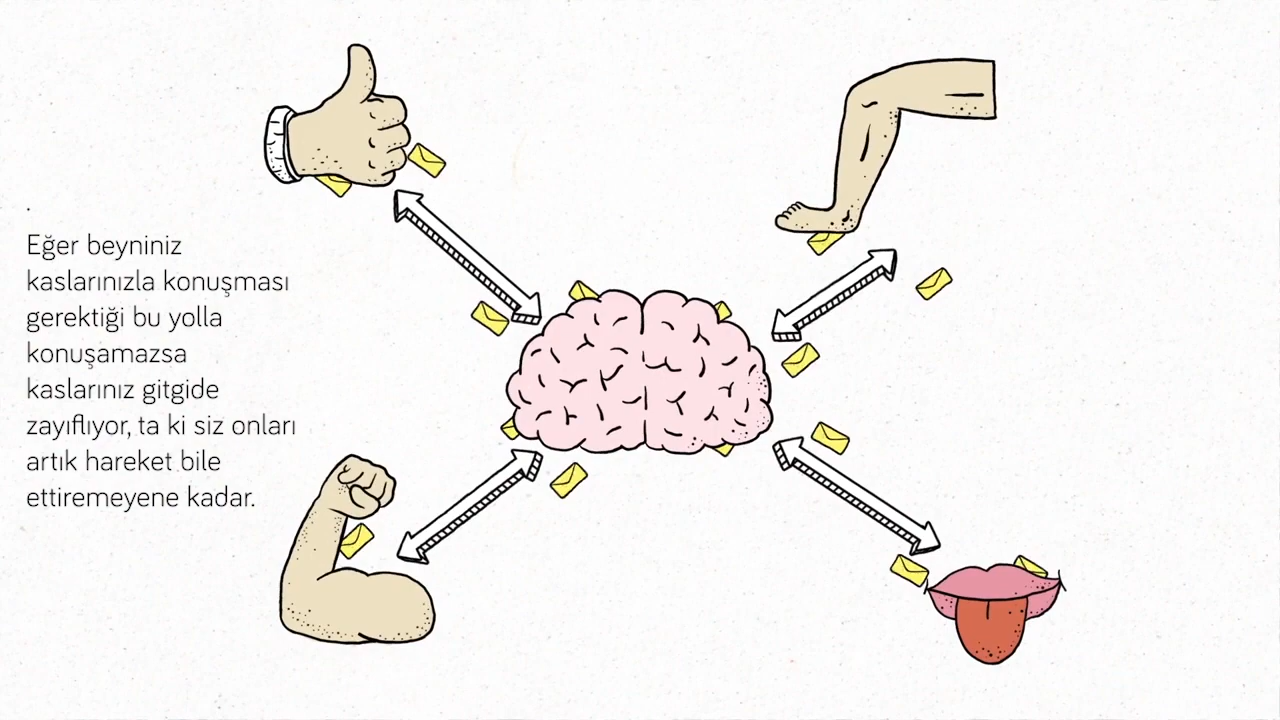 Eğer beyniniz
kaslarınızla konuşması
gerektiği bu yolla
konuşamazsa
kaslarınız gitgide
zayıflıyor, ta ki siz onları
artık hareket bile
ettiremeyene kadar.